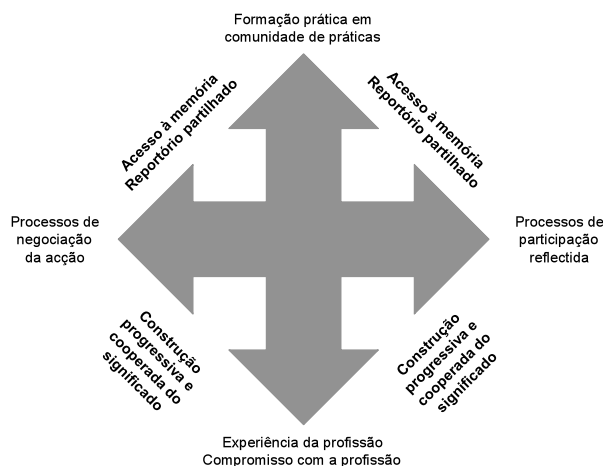 Formação prática em
comunidade de práticas
Acesso à memória
Reportório partilhado
Acesso à memória
Reportório partilhado
Processos de
negociação
da acção
Processos de
participação
reflectida
Construção
progressiva e
cooperada do
significado
Construção
progressiva e
cooperada do
significado
Experiência da profissão
Compromisso com a profissão